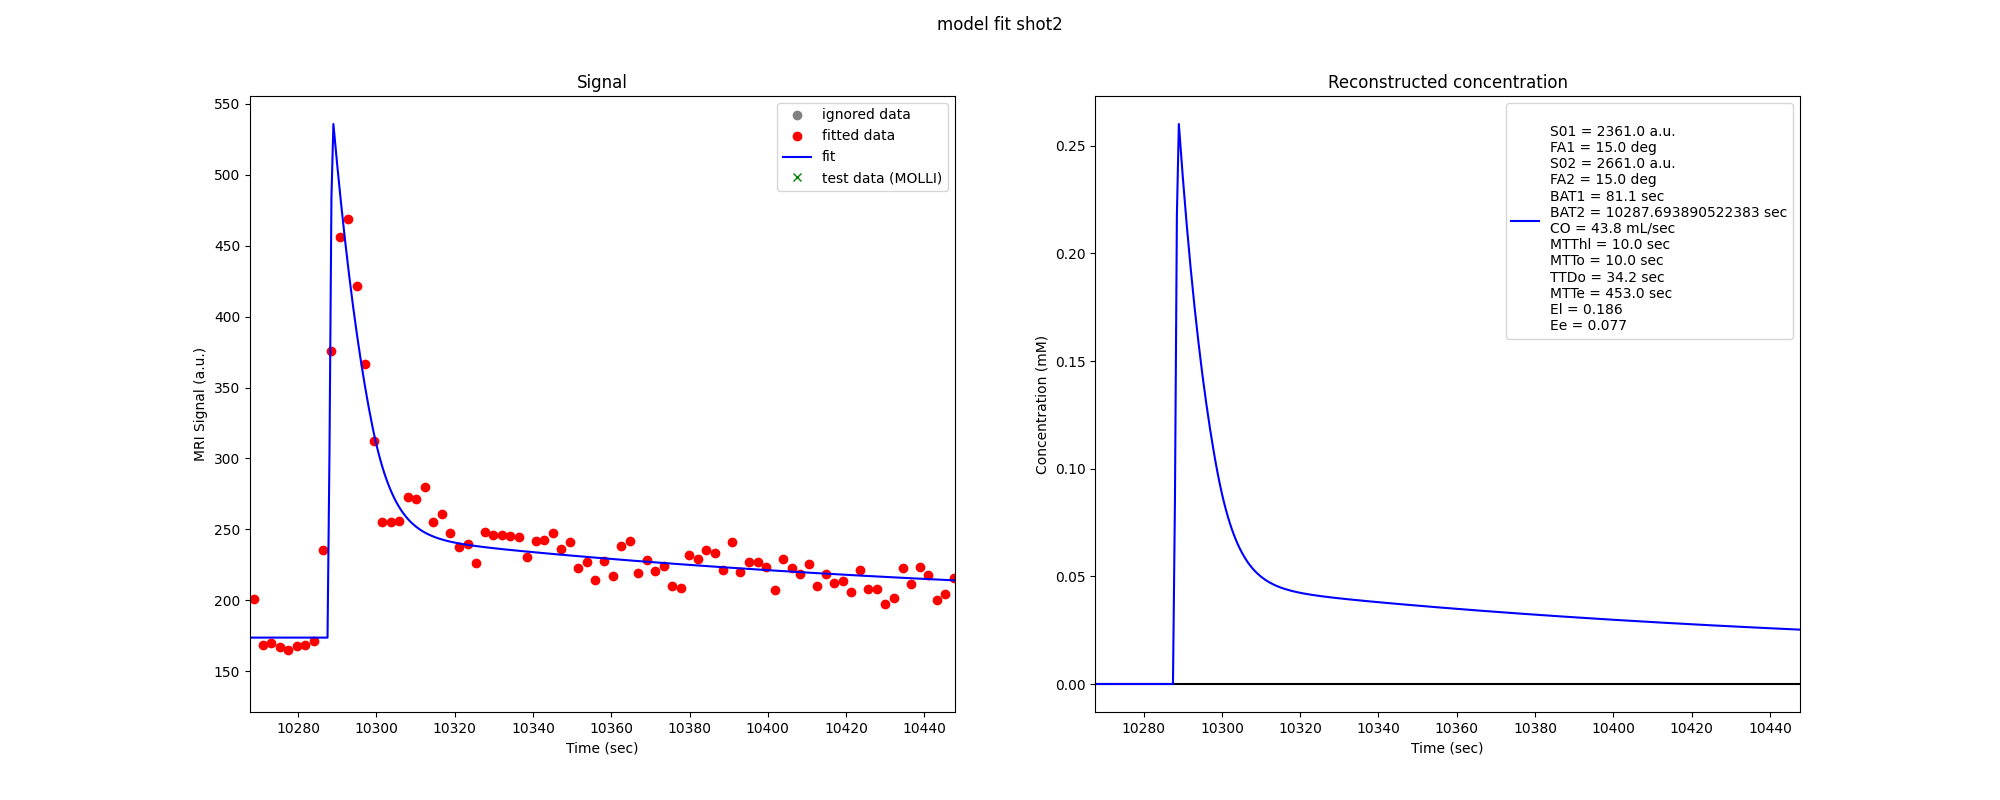 model fit shot2
Signal
550
500
450
400
350
300
250
200
150
MRI Signal (a.u.)
10280 10300 10320 10340 10360 10380 10400 10420 10440
Time (sec)
ignored data
fitted data
fit
test data (MOLLI)
Reconstructed concentration
0.25
0.20
0.15
0.10
0.05
0.00
Concentration (mM)
10280 10300 10320 10340 10360 10380 10400 10420 10440
Time (sec)
S01 = 2361.0 a.u.
FA1 = 15.0 deg
S02 = 2661.0 a.u.
FA2 = 15.0 deg
BAT1 = 81.1 sec
BAT2 = 10287.693890522383 sec
CO = 43.8 mL/sec
MTThl = 10.0 sec
MTTo = 10.0 sec
TTDo = 34.2 sec
MTTe = 453.0 sec
El = 0.186
Ee = 0.077